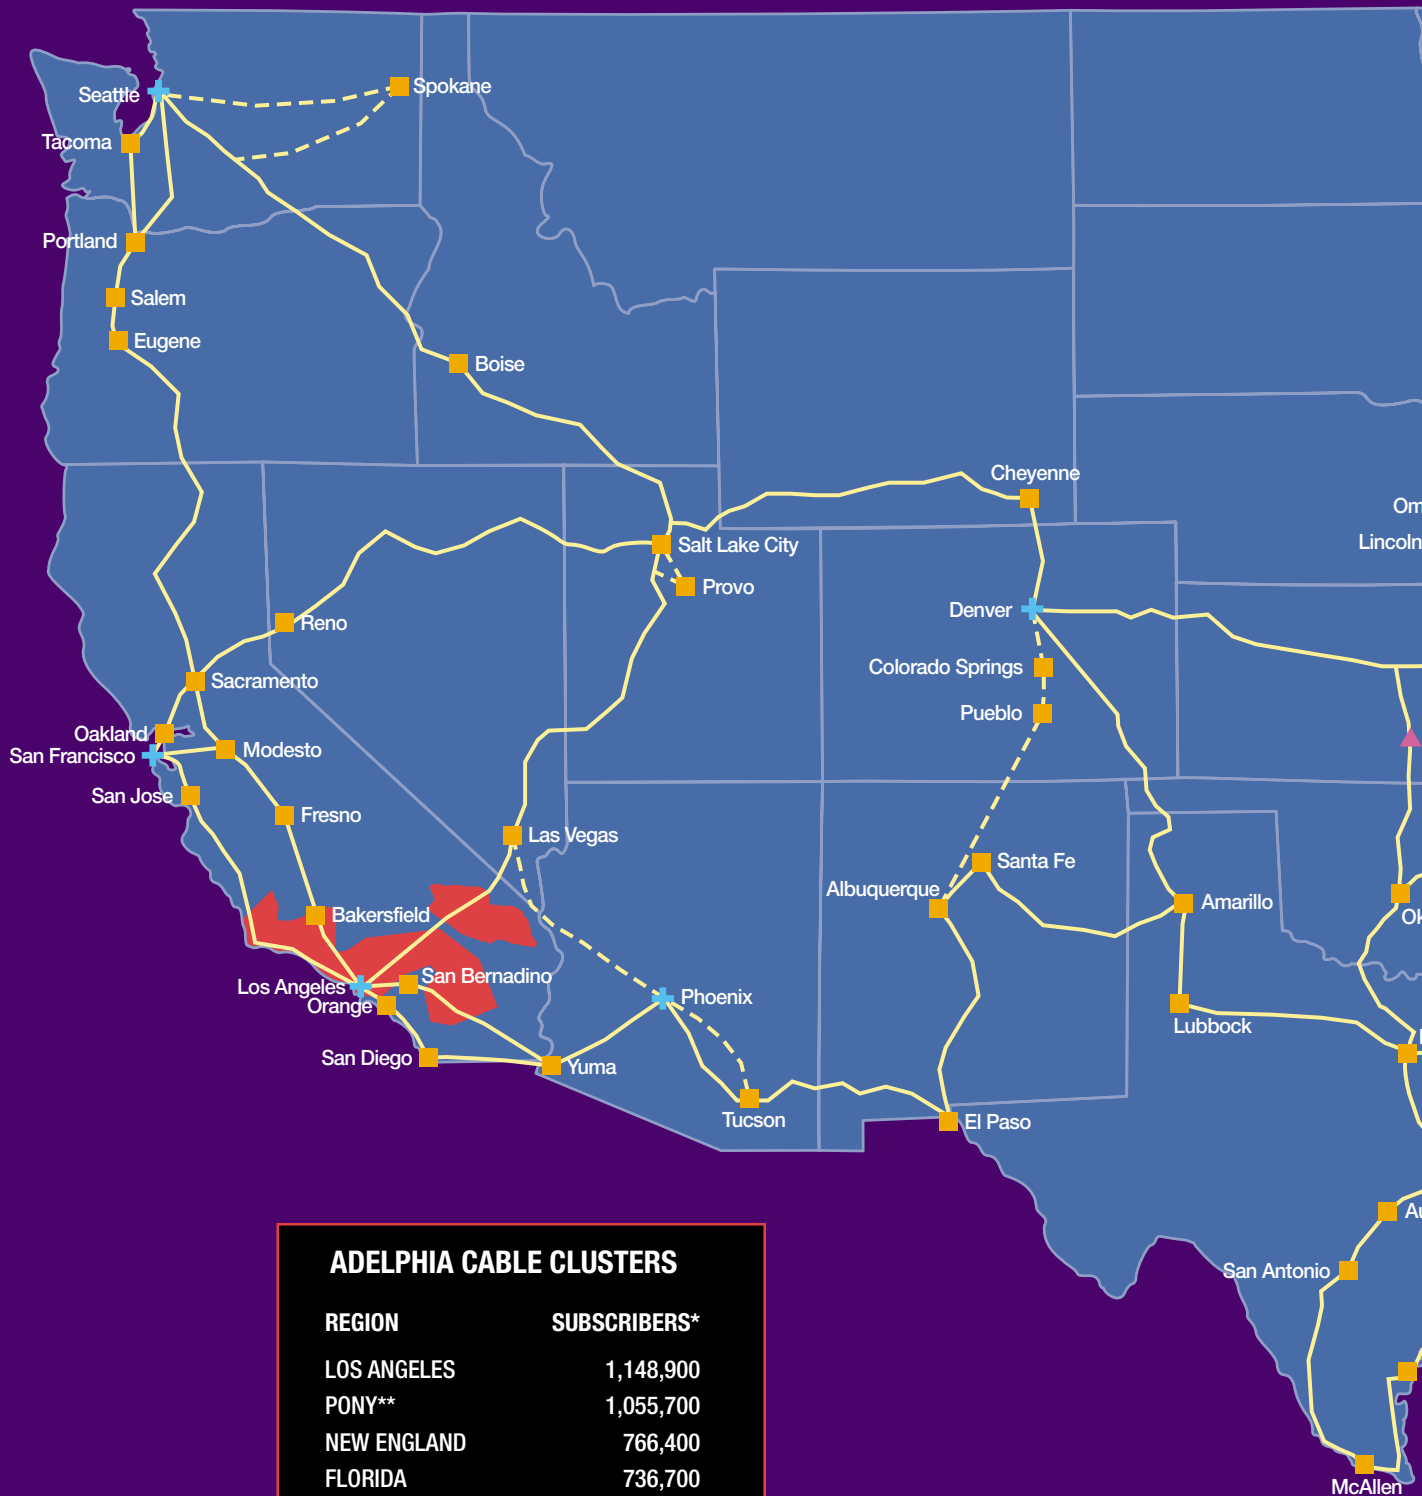 Seattle
Spokane
Tacoma
Portland
Salem
Eugene
Boise
Cheyenne
Om
Lincoln
Salt Lake City
Provo
Reno
Denver
Colorado Springs
Pueblo
Sacramento
Oakland
San Francisco
Modesto
San Jose
Fresno
Las Vegas
Santa Fe
Albuquerque
Amarillo
Ok
Bakersfield
San Bernadino
Los Angeles
Orange
Phoenix
Lubbock
San Diego
Yuma
Tucson
El Paso
Au
San Antonio
McAllen
ADELPHIA CABLE CLUSTERS
REGION SUBSCRIBERS*
LOS ANGELES 1,148,900
PONY** 1,055,700
NEW ENGLAND 766,400
FLORIDA 736,700